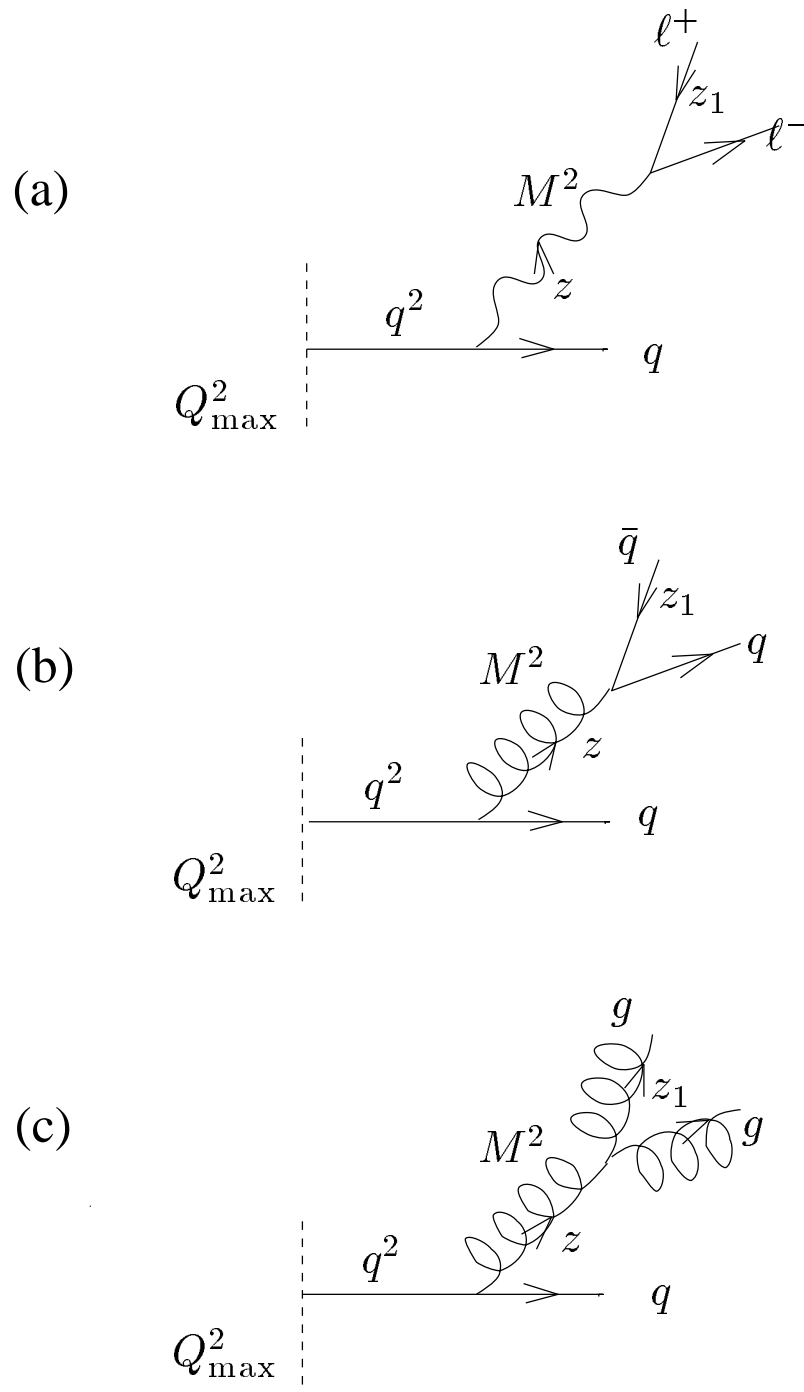 ℓ+
z₁
ℓ−
(a)
M²
z
q²
q
Q²max
q̄
z₁
(b)
M²
q
z
q²
q
Q²max
g
z₁
(c)
M²
g
z
q²
q
Q²max